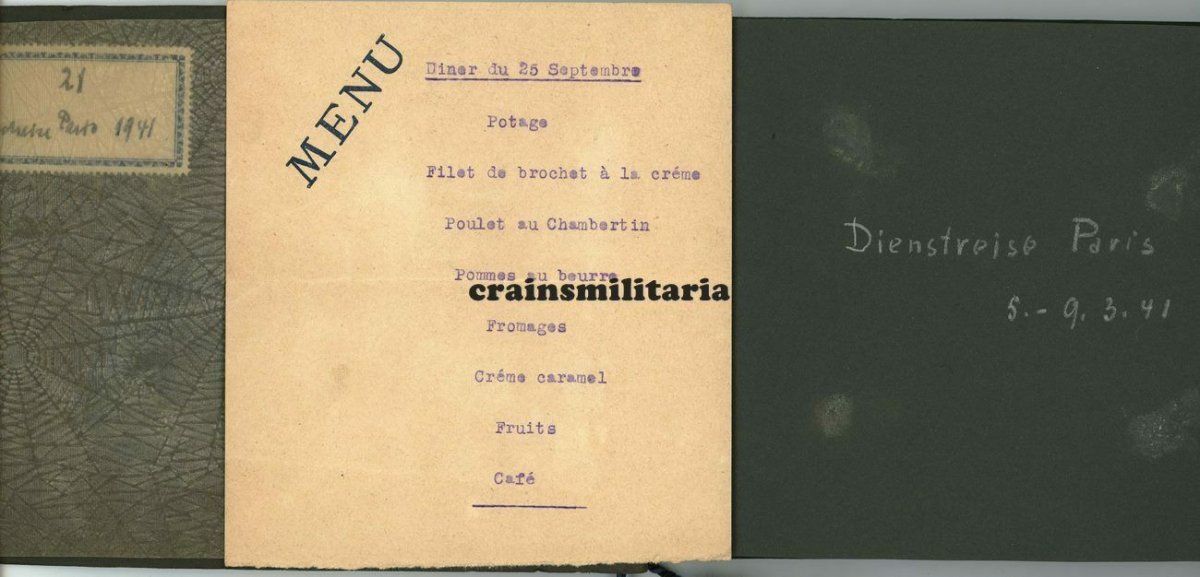 21
Paris 1941
MENU
Diner du 25 Septembre
Potage
Filet de brochet à la créme
Poulet au Chambertin
Pommes au beurre
crainsmilitaria
Fromages
Créme caramel
Fruits
Café
Dienstreise Paris
5.- 9.3.41